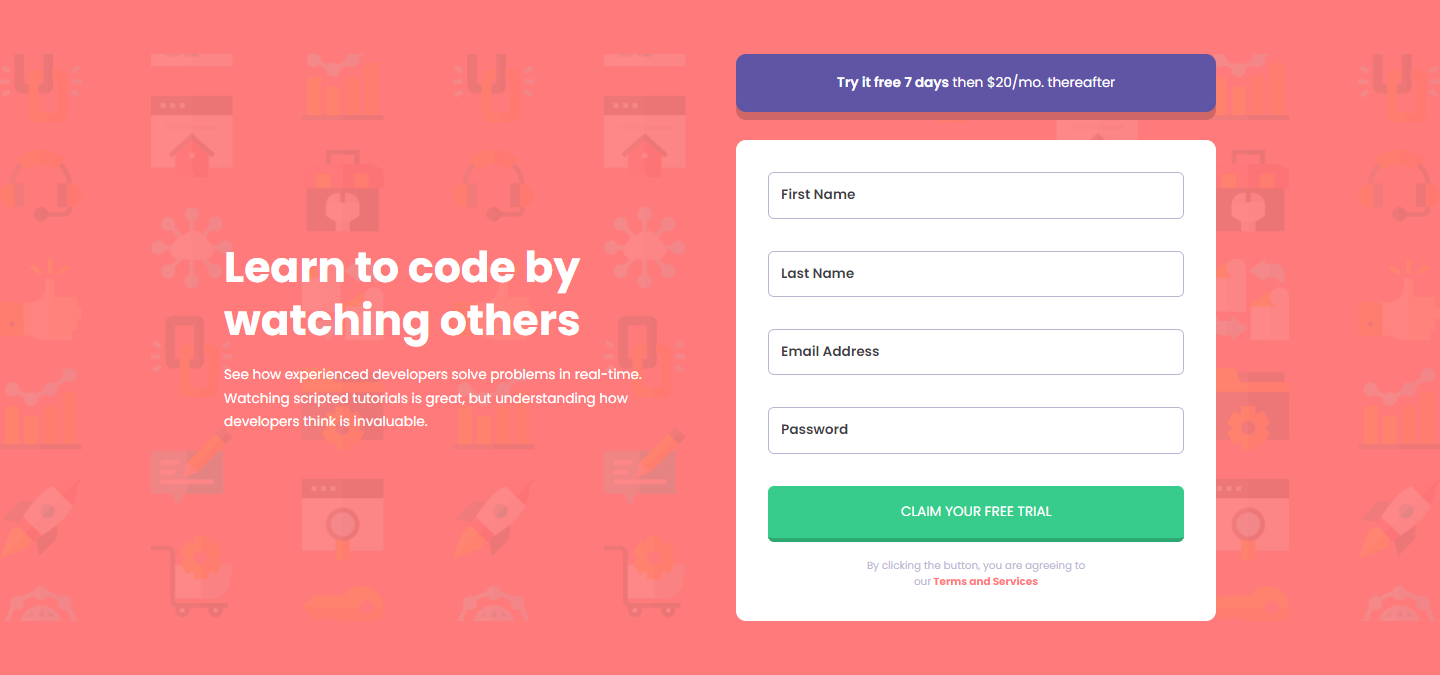 Learn to code by
watching others
See how experienced developers solve problems in real-time.
Watching scripted tutorials is great, but understanding how
developers think is invaluable.
Try it free 7 days then $20/mo. thereafter
First Name
Last Name
Email Address
Password
CLAIM YOUR FREE TRIAL
By clicking the button, you are agreeing to
our Terms and Services